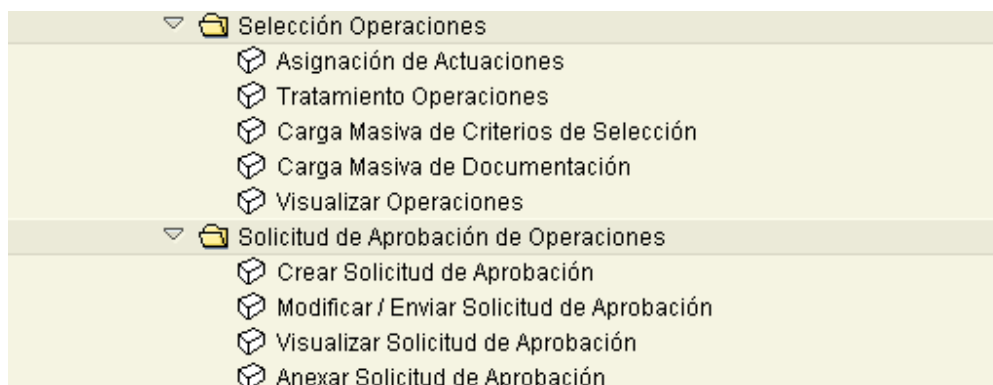 Selección Operaciones
Asignación de Actuaciones
Tratamiento Operaciones
Carga Masiva de Criterios de Selección
Carga Masiva de Documentación
Visualizar Operaciones
Solicitud de Aprobación de Operaciones
Crear Solicitud de Aprobación
Modificar / Enviar Solicitud de Aprobación
Visualizar Solicitud de Aprobación
Anexar Solicitud de Aprobación